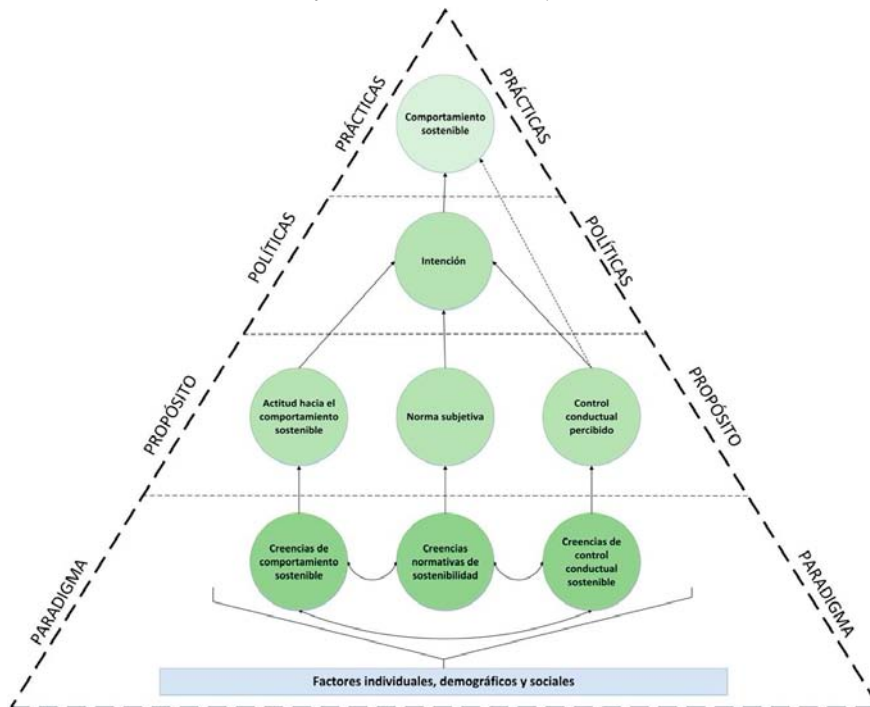 PRÁCTICAS
PRÁCTICAS
Comportamiento
sostenible
POLÍTICAS
POLÍTICAS
Intención
PROPÓSITO
PROPÓSITO
Actitud hacia el
comportamiento
sostenible
Norma subjetiva
Control
conductual
percibido
PARADIGMA
PARADIGMA
Creencias de
comportamiento
sostenible
Creencias
normativas de
sostenibilidad
Creencias de
control
conductual
sostenible
Factores individuales, demográficos y sociales